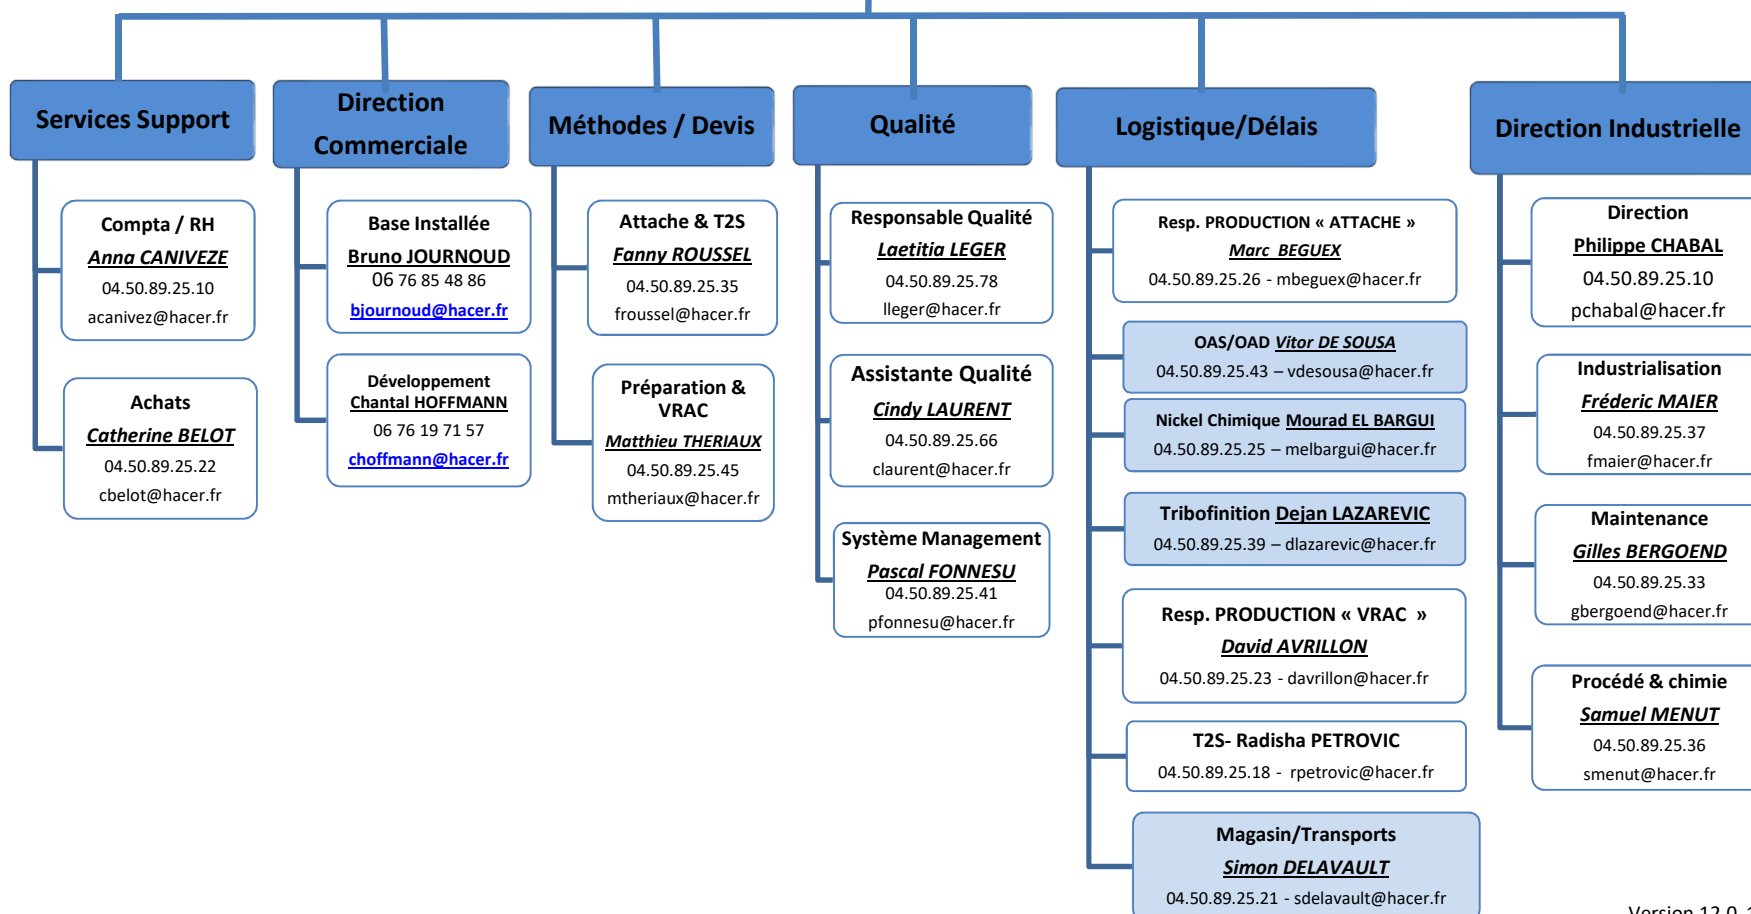 Services Support
Compta / RH
Anna CANIVEZE
04.50.89.25.10
acanivez@hacer.fr
Achats
Catherine BELOT
04.50.89.25.22
cbelot@hacer.fr
Direction
Commerciale
Base Installée
Bruno JOURNOUD
06 76 85 48 86
bjournoud@hacer.fr
Développement
Chantal HOFFMANN
06 76 19 71 57
choffmann@hacer.fr
Méthodes / Devis
Attache & T2S
Fanny ROUSSEL
04.50.89.25.35
froussel@hacer.fr
Préparation &
VRAC
Matthieu THERIAUX
04.50.89.25.45
mtheriaux@hacer.fr
Qualité
Responsable Qualité
Laetitia LEGER
04.50.89.25.78
lleger@hacer.fr
Assistante Qualité
Cindy LAURENT
04.50.89.25.66
claurent@hacer.fr
Système Management
Pascal FONNESU
04.50.89.25.41
pfonnesu@hacer.fr
Logistique/Délais
Resp. PRODUCTION « ATTACHE »
Marc BEGUEX
04.50.89.25.26 - mbeguex@hacer.fr
OAS/OAD Vitor DE SOUSA
04.50.89.25.43 – vdesousa@hacer.fr
Nickel Chimique Mourad EL BARGUI
04.50.89.25.25 – melbargui@hacer.fr
Tribofinition Dejan LAZAREVIC
04.50.89.25.39 – dlazarevic@hacer.fr
Resp. PRODUCTION « VRAC »
David AVRILLON
04.50.89.25.23 - davrillon@hacer.fr
T2S- Radisha PETROVIC
04.50.89.25.18 - rpetrovic@hacer.fr
Magasin/Transports
Simon DELAVAULT
04.50.89.25.21 - sdelavault@hacer.fr
Direction Industrielle
Direction
Philippe CHABAL
04.50.89.25.10
pchabal@hacer.fr
Industrialisation
Fréderic MAIER
04.50.89.25.37
fmaier@hacer.fr
Maintenance
Gilles BERGOEND
04.50.89.25.33
gbergoend@hacer.fr
Procédé & chimie
Samuel MENUT
04.50.89.25.36
smenut@hacer.fr
Version 12.0